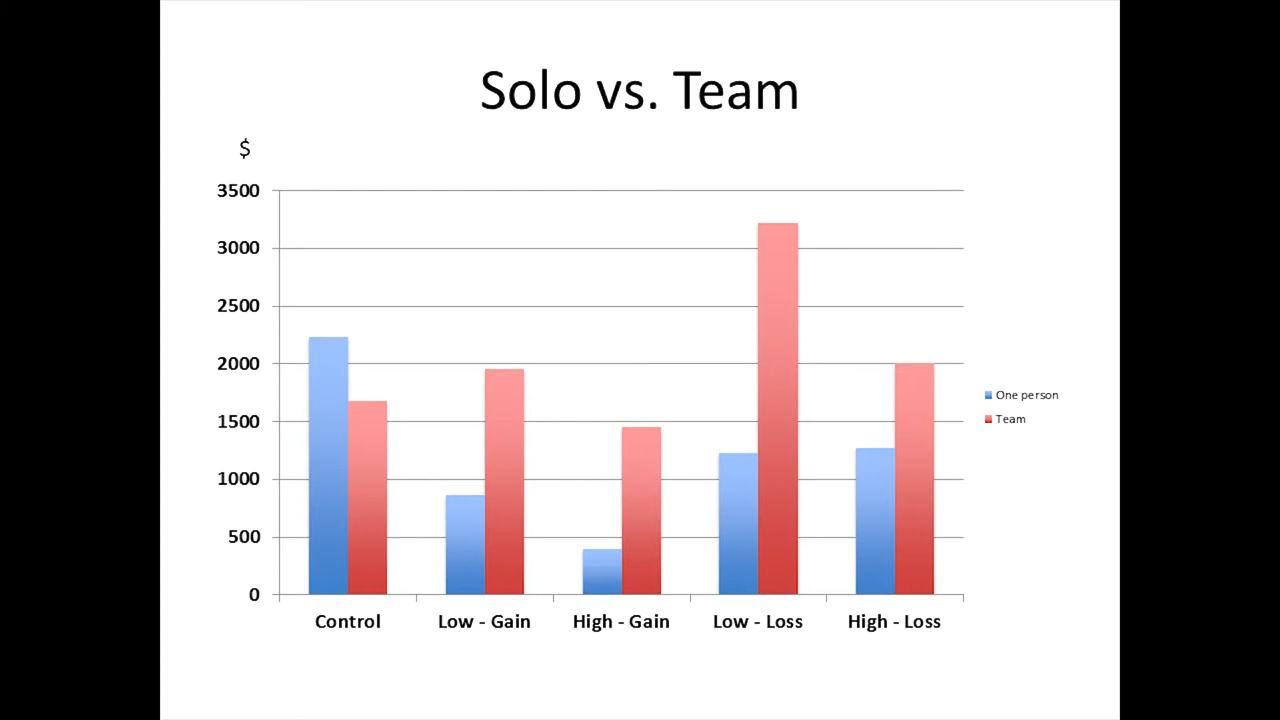 Solo vs. Team
$
3500
3000
2500
2000
1500
1000
500
0
Control Low - Gain High - Gain Low - Loss High - Loss
One person
Team